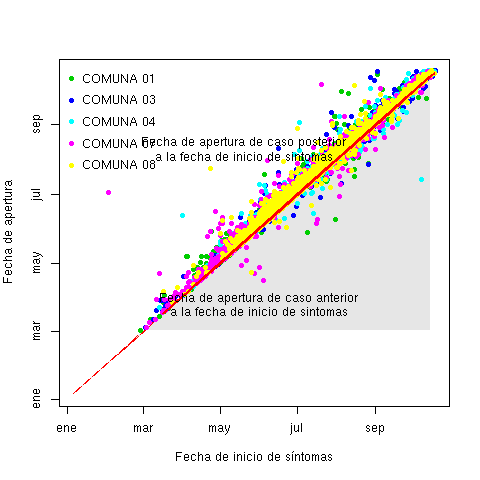 COMUNA 01
COMUNA 03
COMUNA 04
COMUNA 07
COMUNA 08
Fecha de apertura de caso posterior
a la fecha de inicio de síntomas
Fecha de apertura de caso anterior
a la fecha de inicio de sintomas
Fecha de apertura
ene
mar
may
jul
sep
ene
mar
may
jul
sep
Fecha de inicio de síntomas